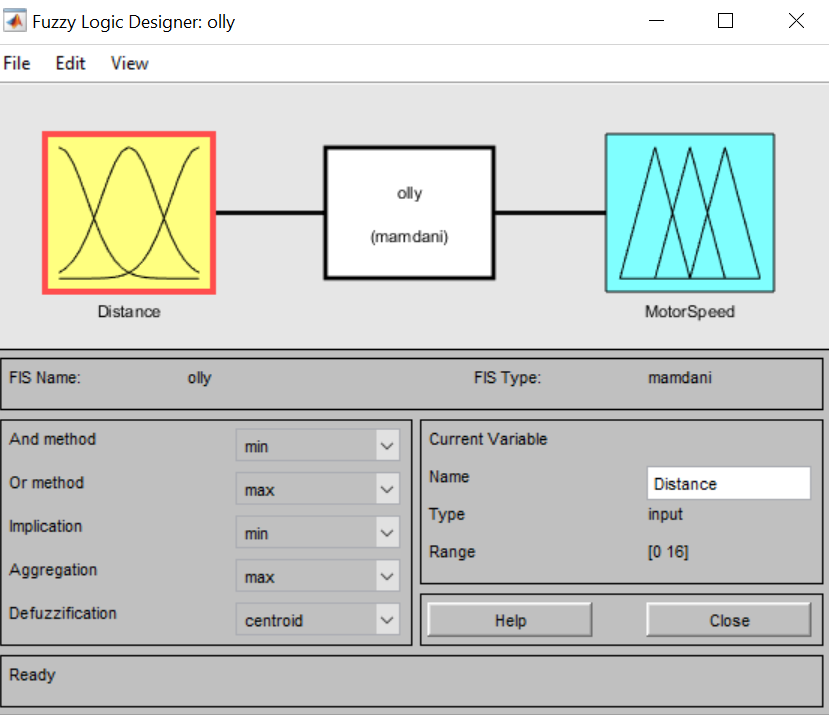 Fuzzy Logic Designer: olly
File Edit View
olly
(mamdani)
Distance
MotorSpeed
FIS Name: olly FIS Type: mamdani
And method min
Or method max
Implication min
Aggregation max
Defuzzification centroid
Current Variable
Name Distance
Type input
Range [0 16]
Help Close
Ready